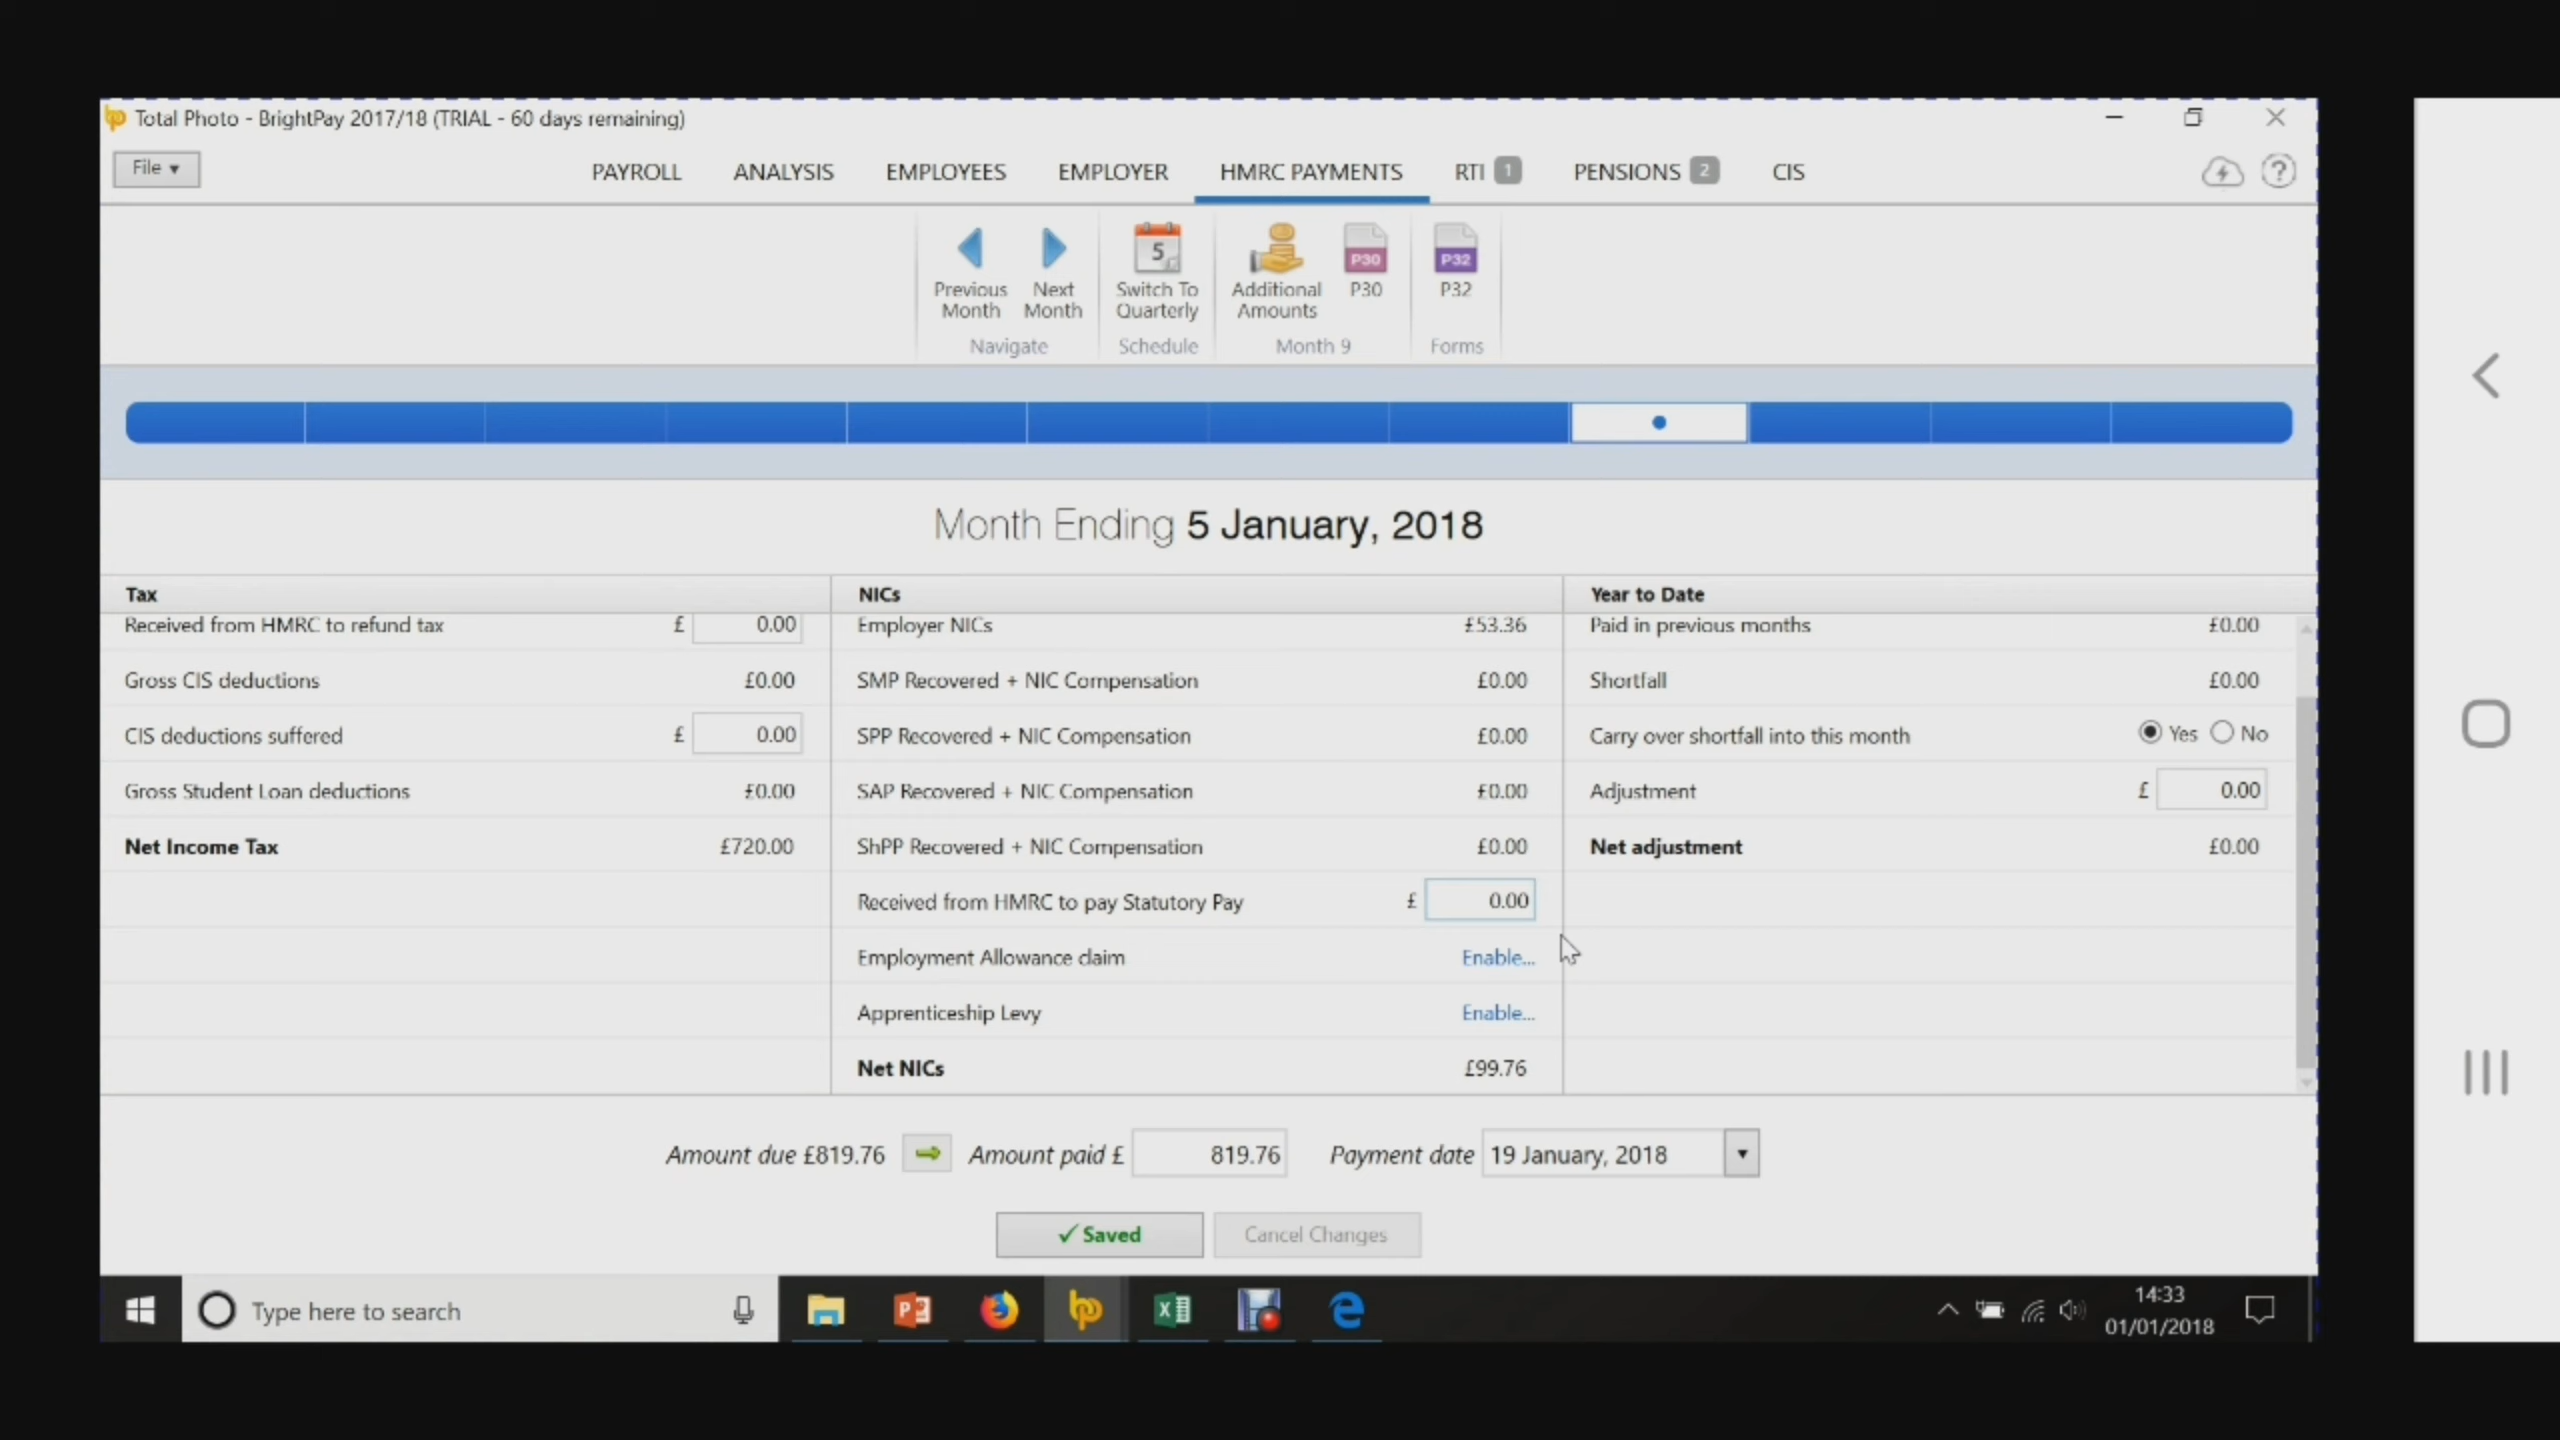 Total Photo - BrightPay 2017/18 (TRIAL - 60 days remaining)
File
PAYROLL
ANALYSIS
EMPLOYEES
EMPLOYER
HMRC PAYMENTS
RTI 1
PENSIONS 2
CIS
?
Previous Month
Next Month
Navigate
5
Switch To Quarterly
Schedule
Additional Amounts
P30
P30
Month 9
P32
P32
Forms
Month Ending 5 January, 2018
Tax
Received from HMRC to refund tax £ 0.00
Gross CIS deductions £0.00
CIS deductions suffered £ 0.00
Gross Student Loan deductions £0.00
Net Income Tax £720.00
NICs
Employer NICs £53.36
SMP Recovered + NIC Compensation £0.00
SPP Recovered + NIC Compensation £0.00
SAP Recovered + NIC Compensation £0.00
ShPP Recovered + NIC Compensation £0.00
Received from HMRC to pay Statutory Pay £ 0.00
Employment Allowance claim Enable...
Apprenticeship Levy Enable...
Net NICs £99.76
Year to Date
Paid in previous months £0.00
Shortfall £0.00
Carry over shortfall into this month Yes No
Adjustment £ 0.00
Net adjustment £0.00
Amount due £819.76 Amount paid £ 819.76 Payment date 19 January, 2018
Saved
Cancel Changes
Type here to search
14:33
01/01/2018